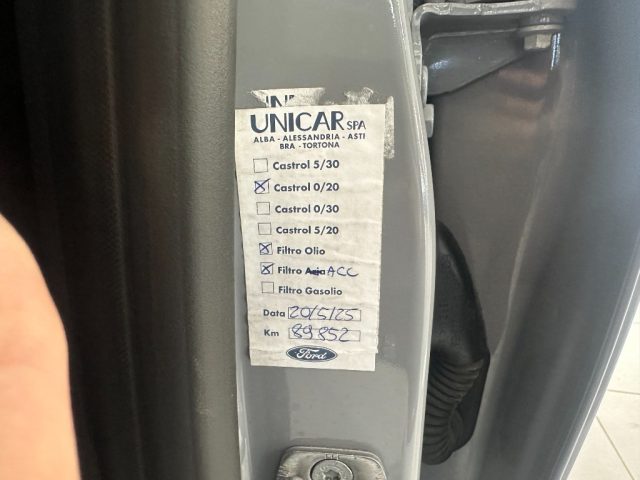 UNICAR SPA
ALBA - ALESSANDRIA - ASTI
BRA - TORTONA
Castrol 5/30
Castrol 0/20
Castrol 0/30
Castrol 5/20
Filtro Olio
Filtro Aria ACC
Filtro Gasolio
Data 20/5/25
Km 89852
Ford